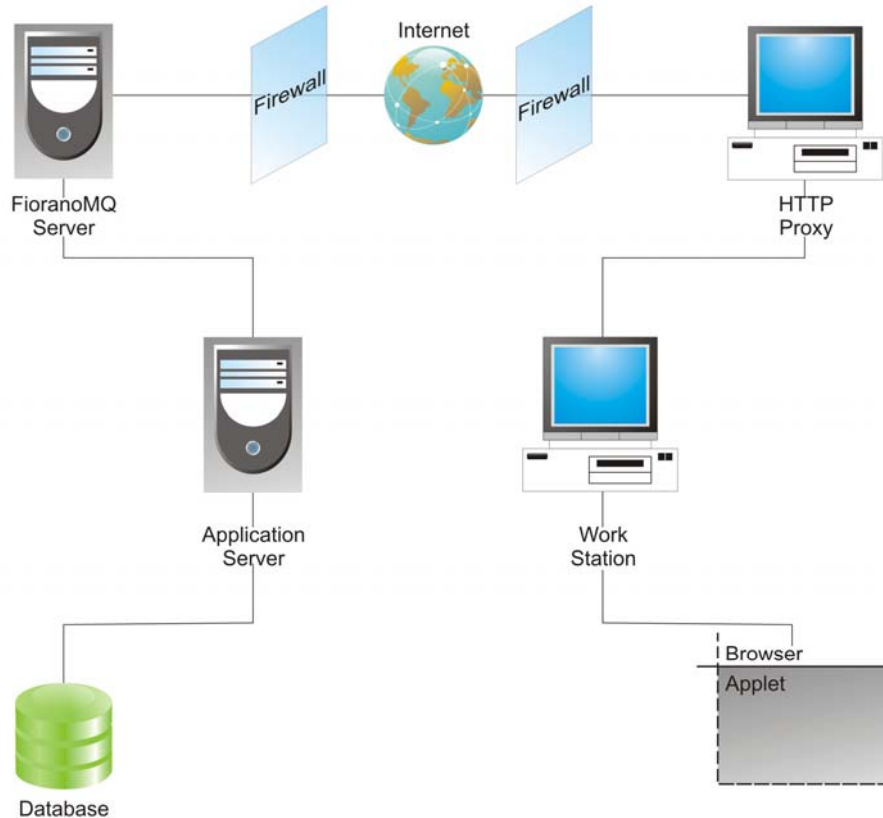 Internet
Firewall
Firewall
FioranoMQ
Server
HTTP
Proxy
Application
Server
Work
Station
Browser
Applet
Database